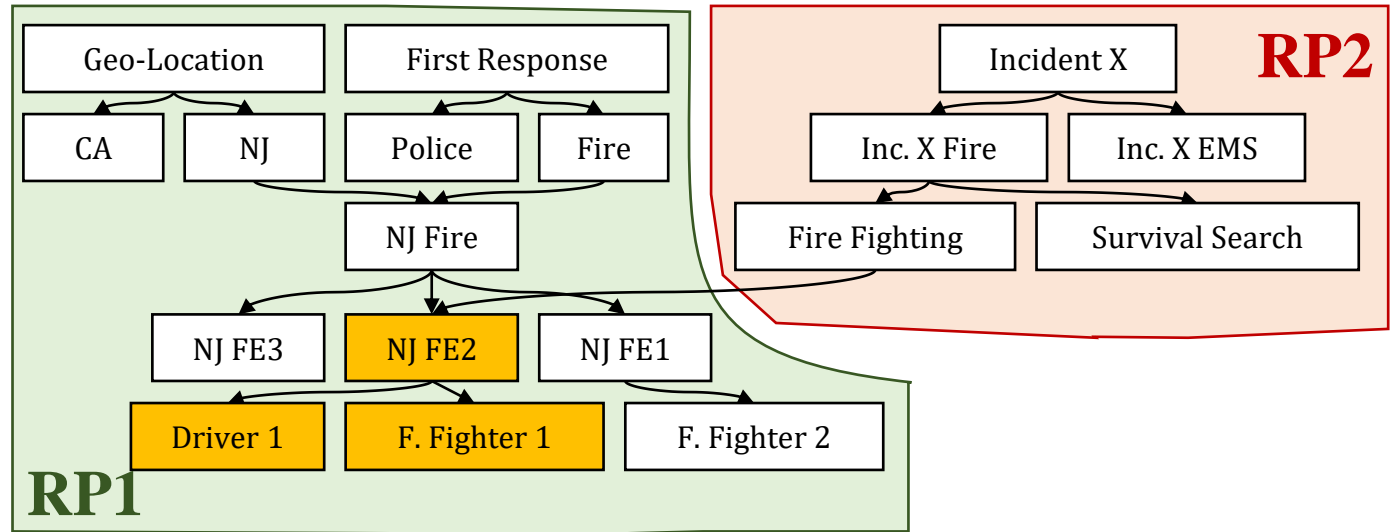 Geo-Location
First Response
Incident X
RP2
CA
NJ
Police
Fire
Inc. X Fire
Inc. X EMS
NJ Fire
Fire Fighting
Survival Search
NJ FE3
NJ FE2
NJ FE1
Driver 1
F. Fighter 1
F. Fighter 2
RP1